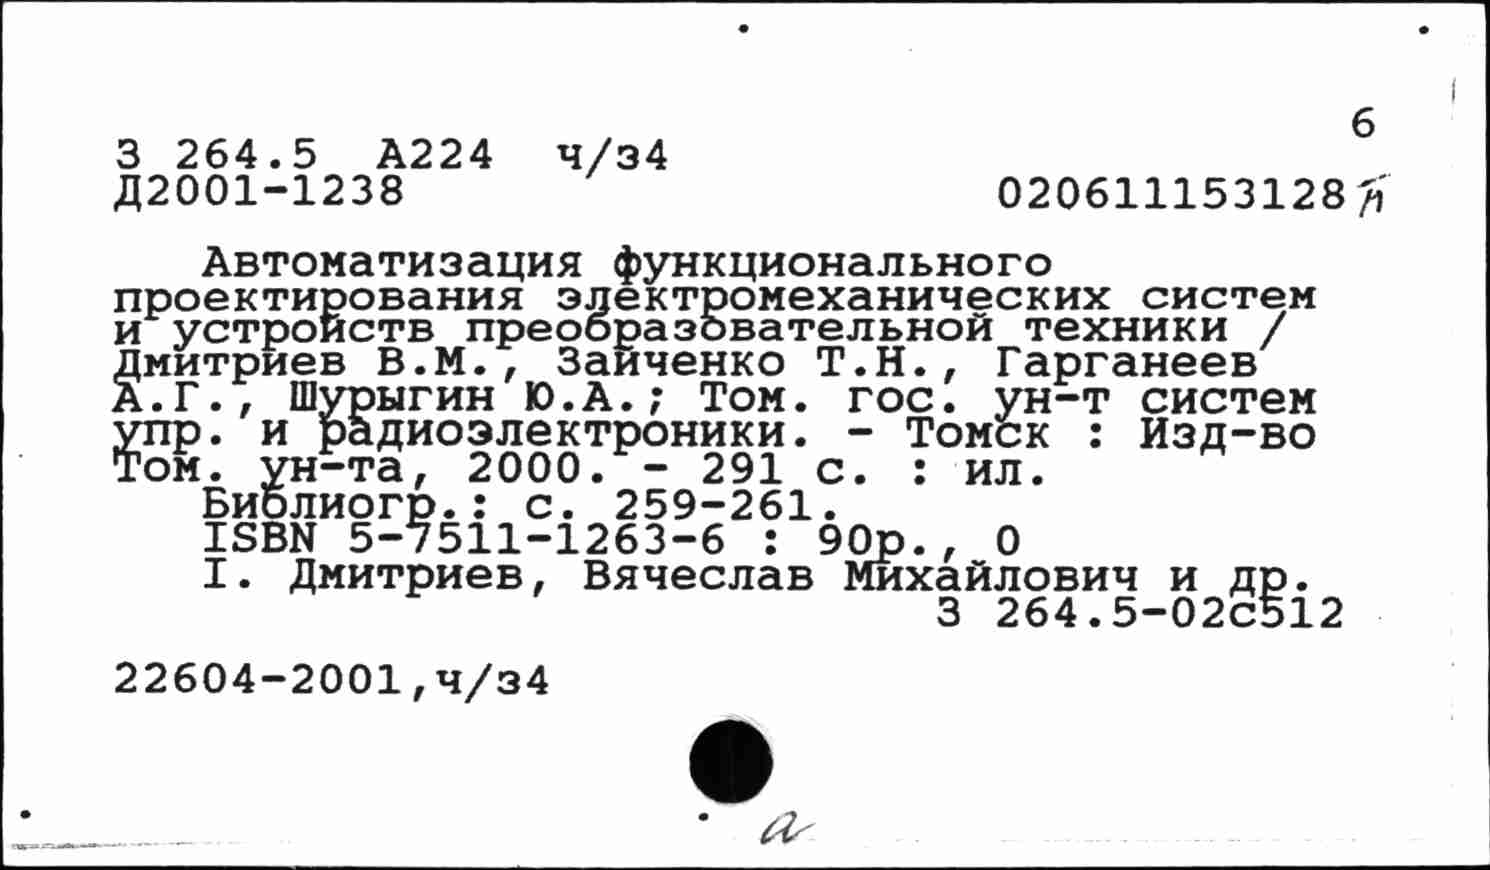 6
З 264.5 А224 ч/з4
Д2001-1238 020611153128
Автоматизация функционального
проектирования электромеханических систем
и устройств преобразовательной техники /
Дмитриев В.М., Зайченко Т.Н., Гарганеев
А.Г., Шурыгин Ю.А.; Том. гос. ун-т систем
упр. и радиоэлектроники. - Томск : Изд-во
Том. ун-та, 2000. - 291 с. : ил.
Библиогр.: с. 259-261.
ISBN 5-7511-1263-6 : 90р., 0
I. Дмитриев, Вячеслав Михайлович и др.
З 264.5-02с512
22604-2001,ч/з4
а